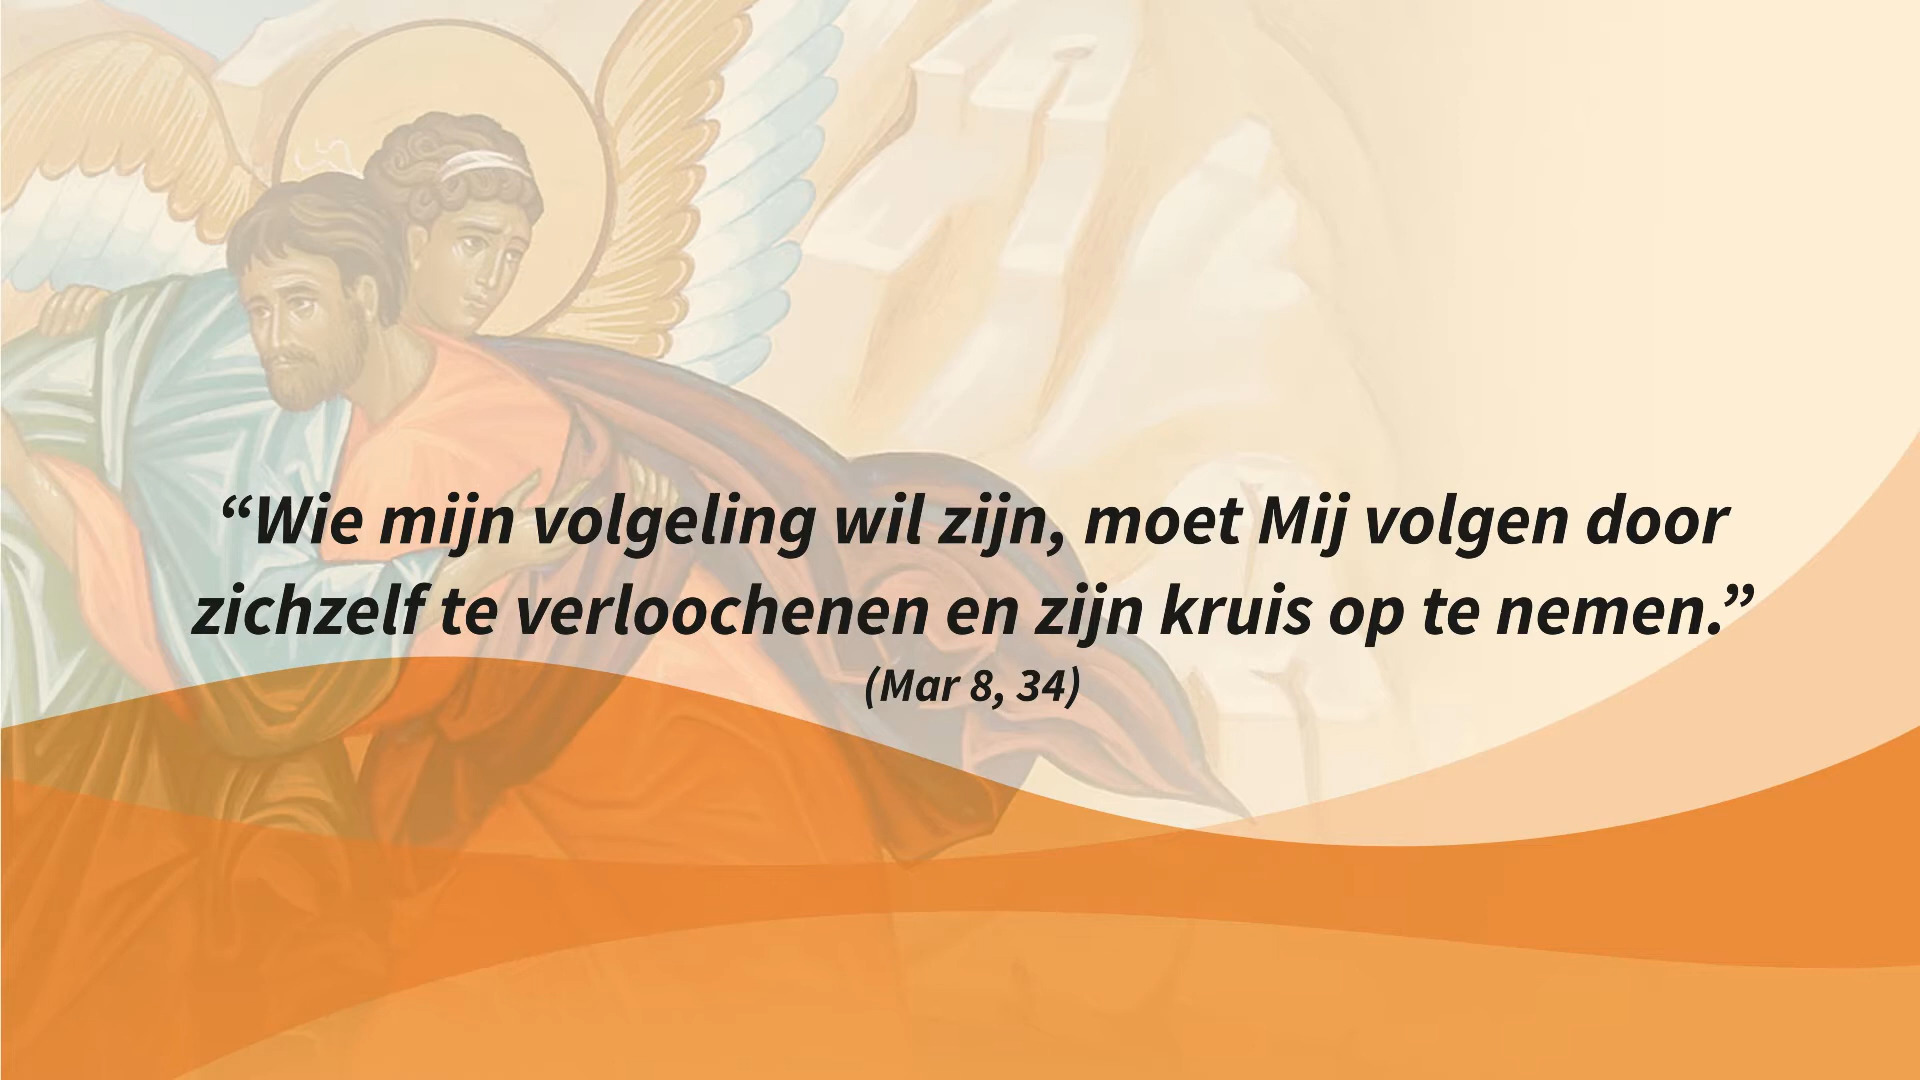 “Wie mijn volgeling wil zijn, moet Mij volgen door
zichzelf te verloochenen en zijn kruis op te nemen.”
(Mar 8, 34)